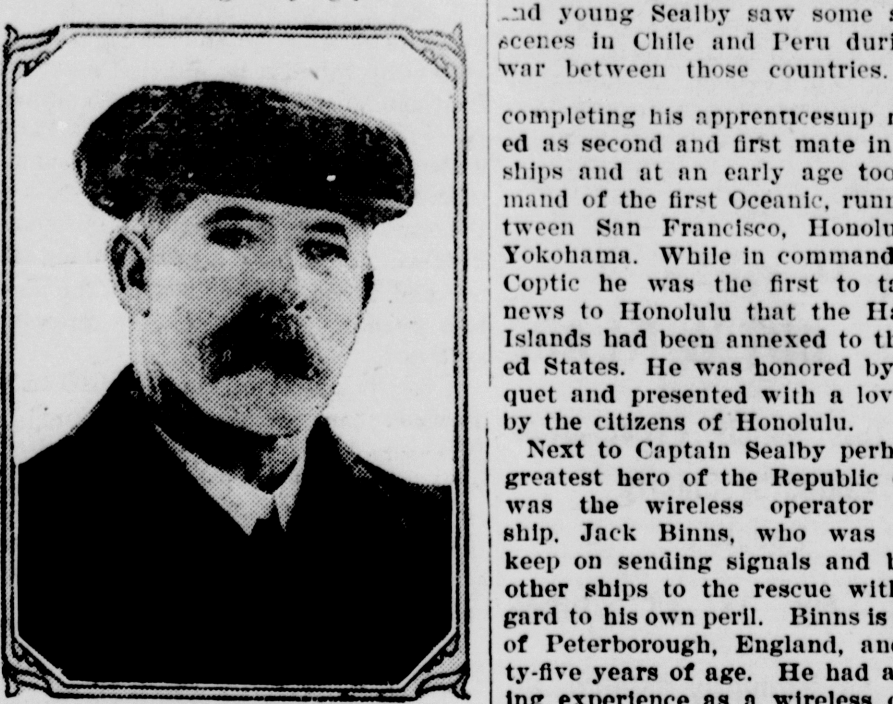 and young Sealby saw some
scenes in Chile and Peru duri
war between those countries.
completing his apprenticeship
ed as second and first mate in
ships and at an early age too
mand of the first Oceanic, runn
tween San Francisco, Honolu
Yokohama. While in command
Coptic he was the first to ta
news to Honolulu that the Ha
Islands had been annexed to th
ed States. He was honored by
quet and presented with a lov
by the citizens of Honolulu.
Next to Captain Sealby perh
greatest hero of the Republic
was the wireless operator
ship, Jack Binns, who was
keep on sending signals and b
other ships to the rescue with
gard to his own peril. Binns is
of Peterborough, England, and
ty-five years of age. He had a
ing experience as a wireless